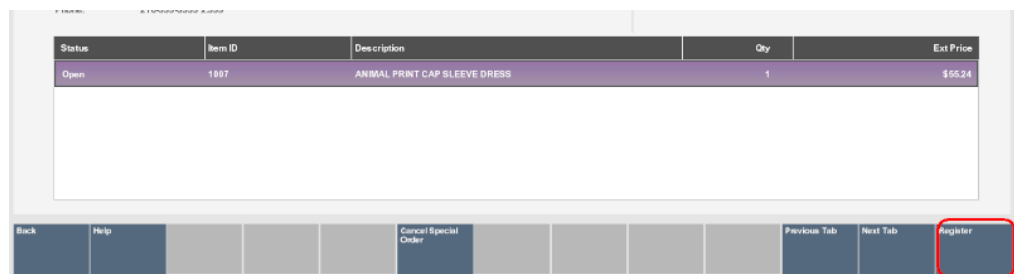 Phone:
Status Item ID Description Qty Ext Price
Open 1007 ANIMAL PRINT CAP SLEEVE DRESS 1 $55.24
Back Help Cancel Special Order Previous Tab Next Tab Register